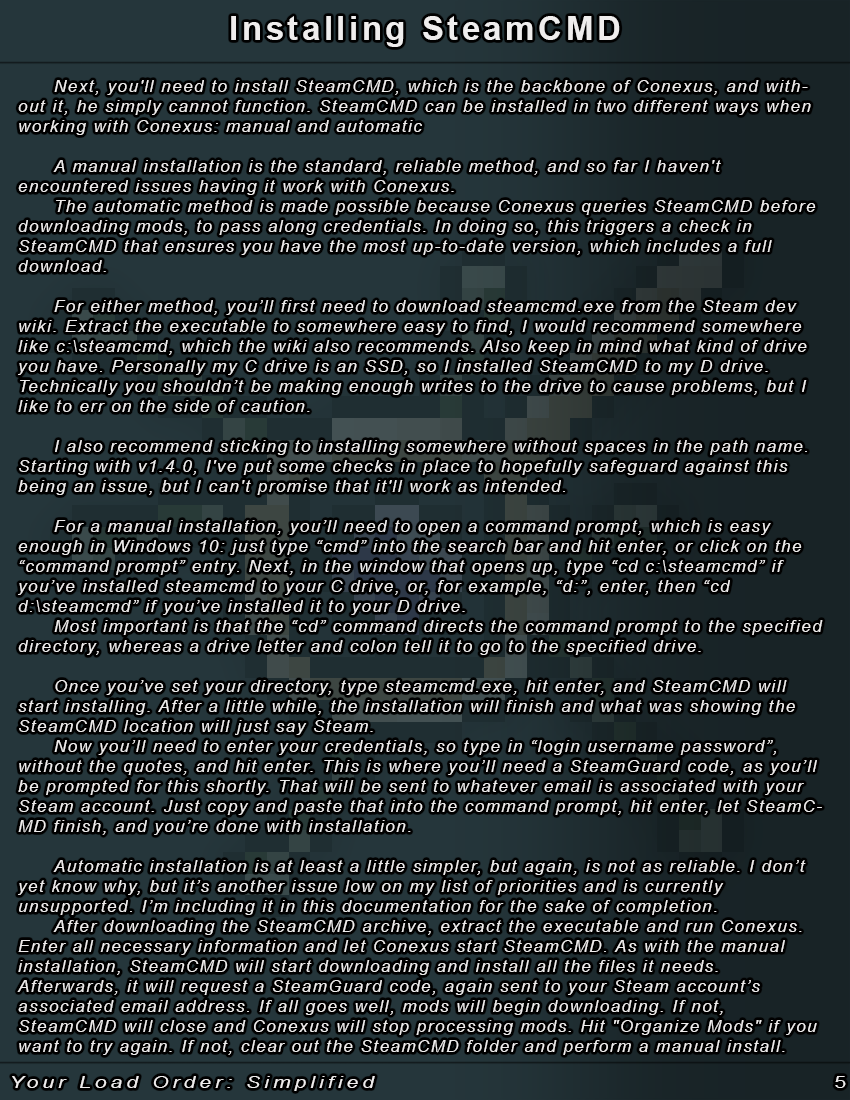 Installing SteamCMD
Next, you'll need to install SteamCMD, which is the backbone of Conexus, and with-
out it, he simply cannot function. SteamCMD can be installed in two different ways when
working with Conexus: manual and automatic
A manual installation is the standard, reliable method, and so far I haven't
encountered issues having it work with Conexus.
The automatic method is made possible because Conexus queries SteamCMD before
downloading mods, to pass along credentials. In doing so, this triggers a check in
SteamCMD that ensures you have the most up-to-date version, which includes a full
download.
For either method, you’ll first need to download steamcmd.exe from the Steam dev
wiki. Extract the executable to somewhere easy to find, I would recommend somewhere
like c:\steamcmd, which the wiki also recommends. Also keep in mind what kind of drive
you have. Personally my C drive is an SSD, so I installed SteamCMD to my D drive.
Technically you shouldn’t be making enough writes to the drive to cause problems, but I
like to err on the side of caution.
I also recommend sticking to installing somewhere without spaces in the path name.
Starting with v1.4.0, I've put some checks in place to hopefully safeguard against this
being an issue, but I can't promise that it'll work as intended.
For a manual installation, you’ll need to open a command prompt, which is easy
enough in Windows 10: just type “cmd” into the search bar and hit enter, or click on the
“command prompt” entry. Next, in the window that opens up, type “cd c:\steamcmd” if
you’ve installed steamcmd to your C drive, or, for example, “d:”, enter, then “cd
d:\steamcmd” if you’ve installed it to your D drive.
Most important is that the “cd” command directs the command prompt to the specified
directory, whereas a drive letter and colon tell it to go to the specified drive.
Once you’ve set your directory, type steamcmd.exe, hit enter, and SteamCMD will
start installing. After a little while, the installation will finish and what was showing the
SteamCMD location will just say Steam.
Now you’ll need to enter your credentials, so type in “login username password”,
without the quotes, and hit enter. This is where you’ll need a SteamGuard code, as you’ll
be prompted for this shortly. That will be sent to whatever email is associated with your
Steam account. Just copy and paste that into the command prompt, hit enter, let SteamC-
MD finish, and you’re done with installation.
Automatic installation is at least a little simpler, but again, is not as reliable. I don’t
yet know why, but it’s another issue low on my list of priorities and is currently
unsupported. I’m including it in this documentation for the sake of completion.
After downloading the SteamCMD archive, extract the executable and run Conexus.
Enter all necessary information and let Conexus start SteamCMD. As with the manual
installation, SteamCMD will start downloading and install all the files it needs.
Afterwards, it will request a SteamGuard code, again sent to your Steam account’s
associated email address. If all goes well, mods will begin downloading. If not,
SteamCMD will close and Conexus will stop processing mods. Hit "Organize Mods" if you
want to try again. If not, clear out the SteamCMD folder and perform a manual install.
Your Load Order: Simplified
5